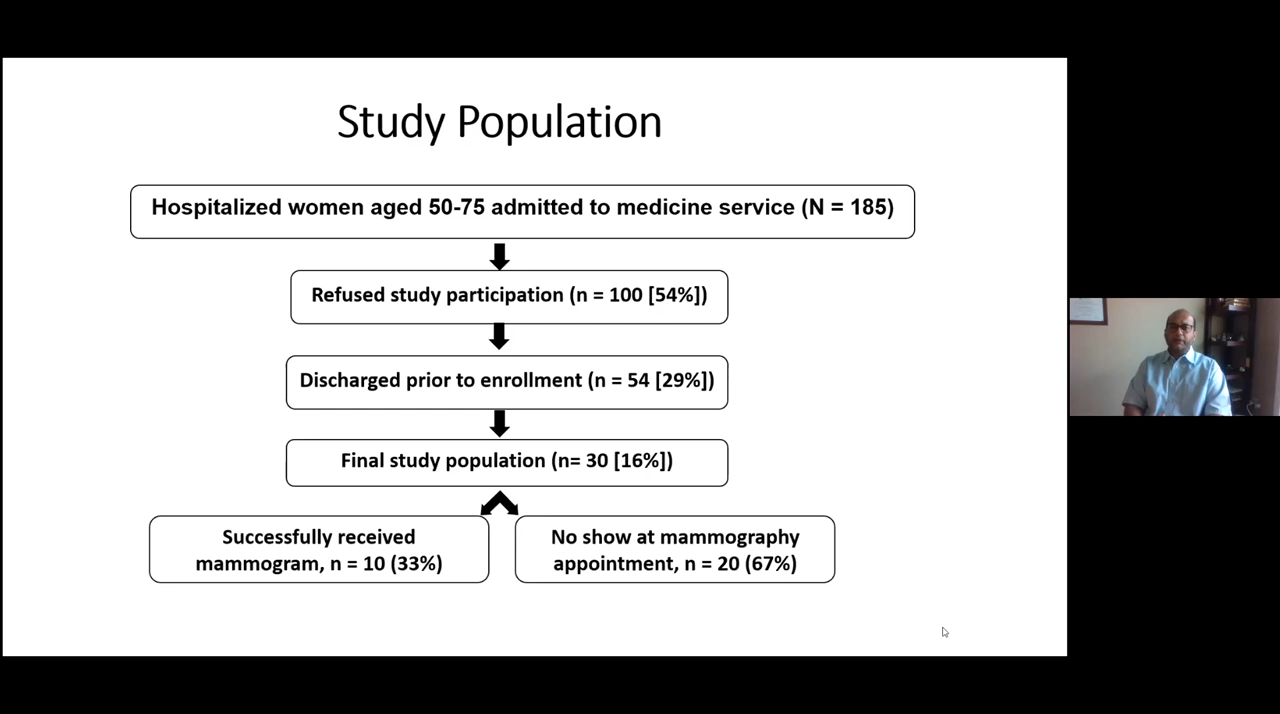 Study Population
Hospitalized women aged 50-75 admitted to medicine service (N = 185)
Refused study participation (n = 100 [54%])
Discharged prior to enrollment (n = 54 [29%])
Final study population (n= 30 [16%])
Successfully received
mammogram, n = 10 (33%)
No show at mammography
appointment, n = 20 (67%)